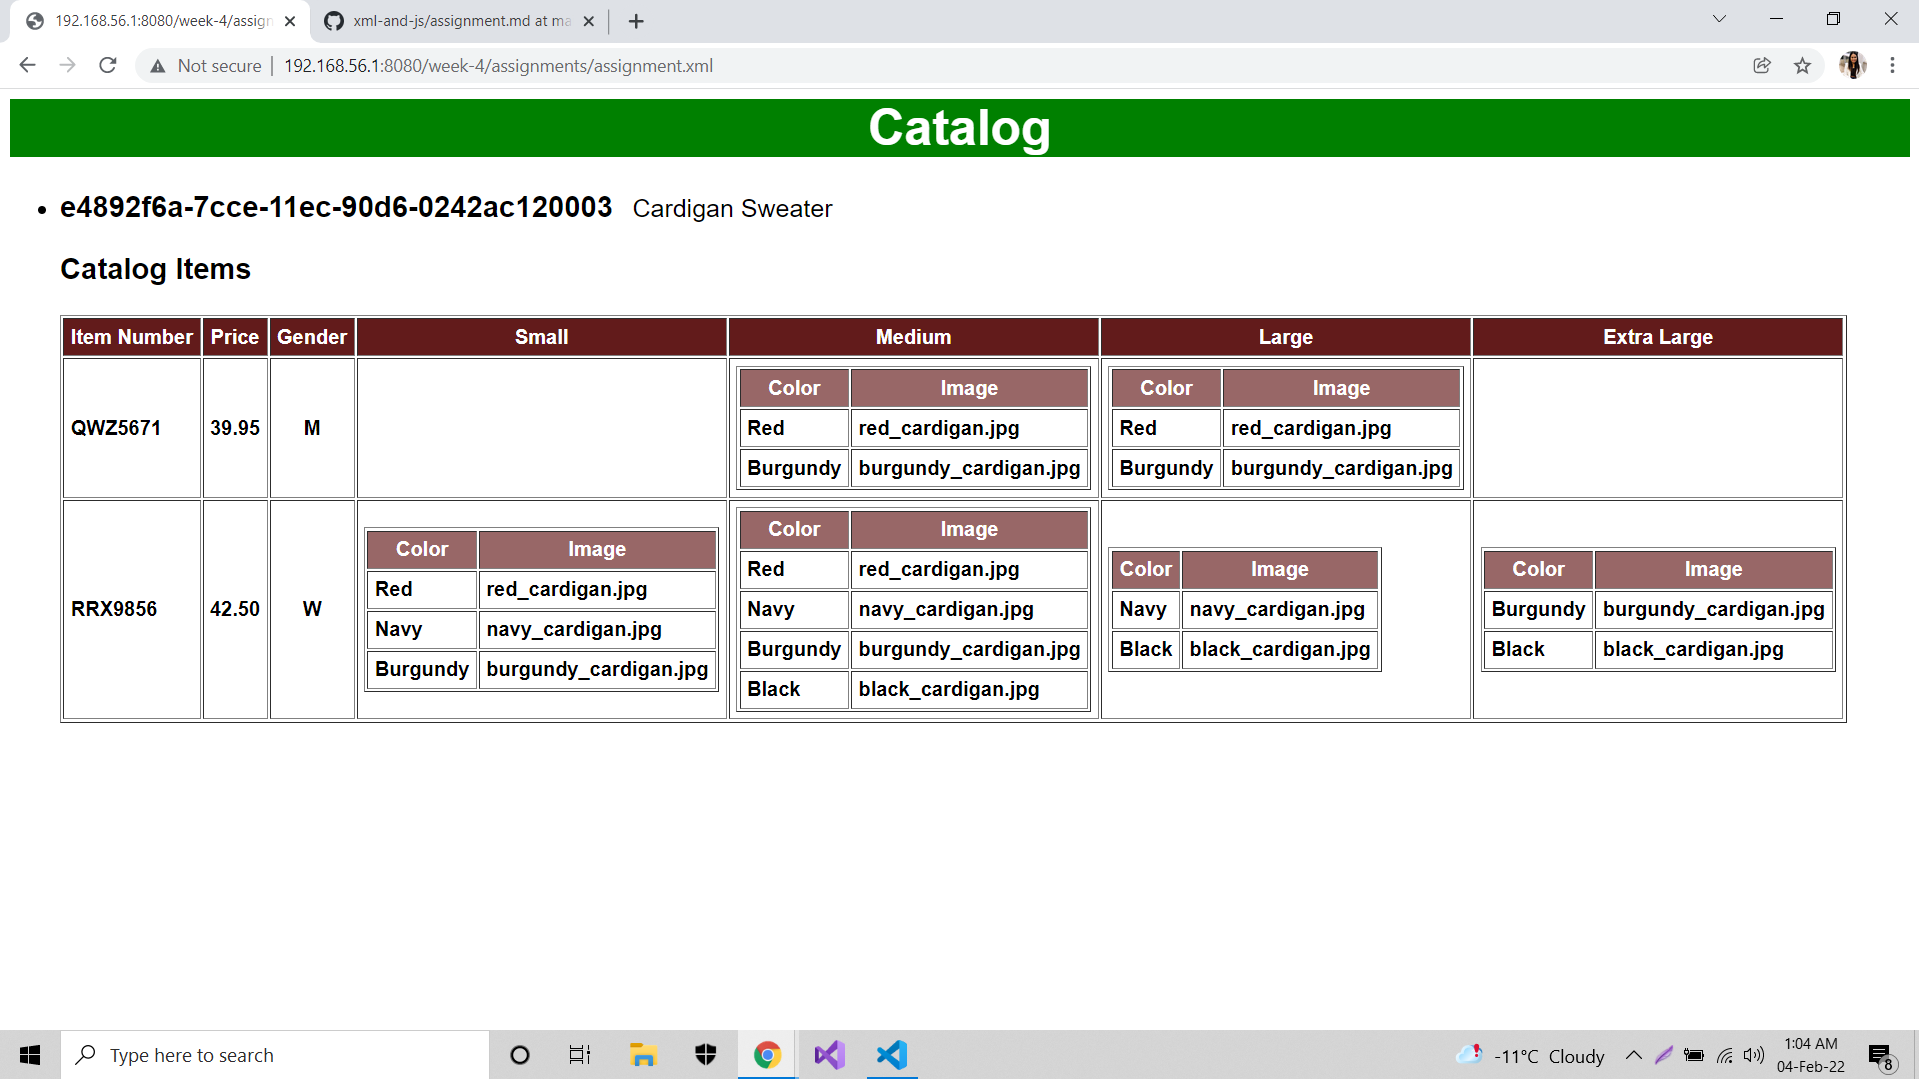 192.168.56.1:8080/week-4/assign
xml-and-js/assignment.md at ma
Not secure
192.168.56.1:8080/week-4/assignments/assignment.xml
Catalog
e4892f6a-7cce-11ec-90d6-0242ac120003 Cardigan Sweater
Catalog Items
Item Number Price Gender Small Medium Large Extra Large
QWZ5671 39.95 M
Color Image
Red red_cardigan.jpg
Burgundy burgundy_cardigan.jpg
Color Image
Red red_cardigan.jpg
Burgundy burgundy_cardigan.jpg
RRX9856 42.50 W
Color Image
Red red_cardigan.jpg
Navy navy_cardigan.jpg
Burgundy burgundy_cardigan.jpg
Color Image
Red red_cardigan.jpg
Navy navy_cardigan.jpg
Burgundy burgundy_cardigan.jpg
Black black_cardigan.jpg
Color Image
Navy navy_cardigan.jpg
Black black_cardigan.jpg
Color Image
Burgundy burgundy_cardigan.jpg
Black black_cardigan.jpg
Type here to search
-11°C Cloudy
1:04 AM
04-Feb-22
8